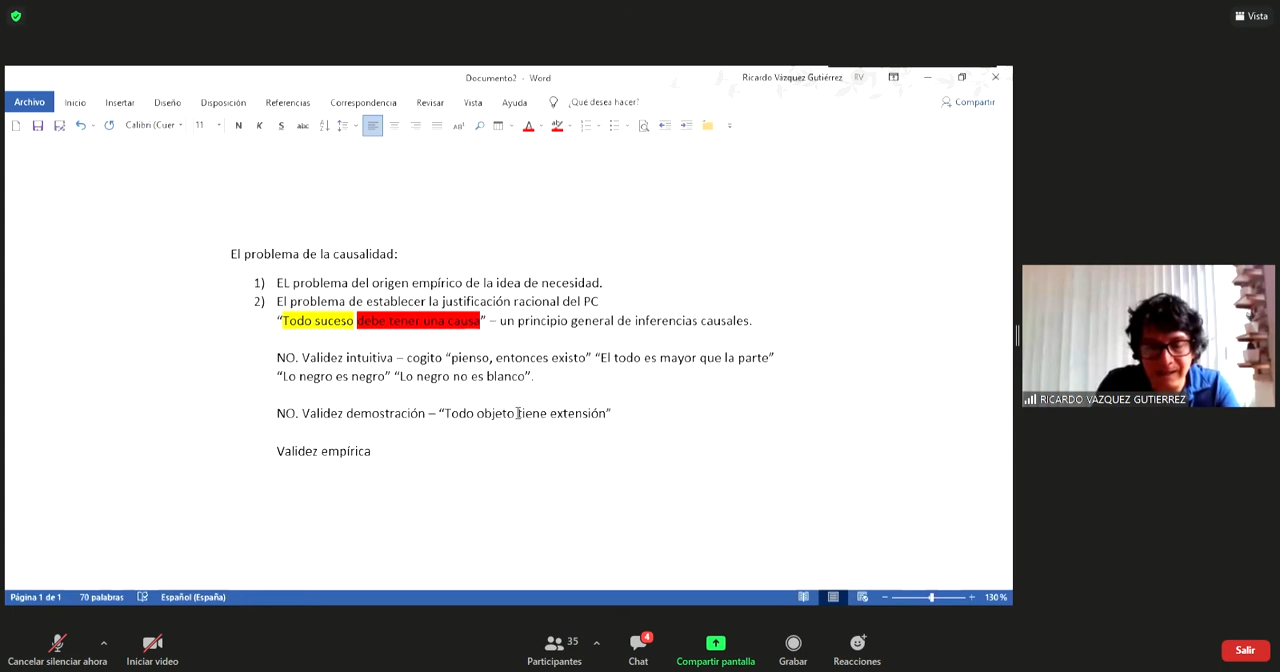 Vista
Documento2 - Word
Ricardo Vázquez Gutiérrez RV
Archivo Inicio Insertar Diseño Disposición Referencias Correspondencia Revisar Vista Ayuda ¿Qué desea hacer? Compartir
Calibri (Cuer 11 N K S abc
El problema de la causalidad:
1) EL problema del origen empírico de la idea de necesidad.
2) El problema de establecer la justificación racional del PC
“Todo suceso debe tener una causa” – un principio general de inferencias causales.
NO. Validez intuitiva – cogito “pienso, entonces existo” “El todo es mayor que la parte”
“Lo negro es negro” “Lo negro no es blanco”.
NO. Validez demostración – “Todo objeto tiene extensión”
Validez empírica
RICARDO VAZQUEZ GUTIERREZ
Página 1 de 1 70 palabras Español (España) 130 %
35
4
Cancelar silenciar ahora Iniciar video Participantes Chat Compartir pantalla Grabar Reacciones Salir